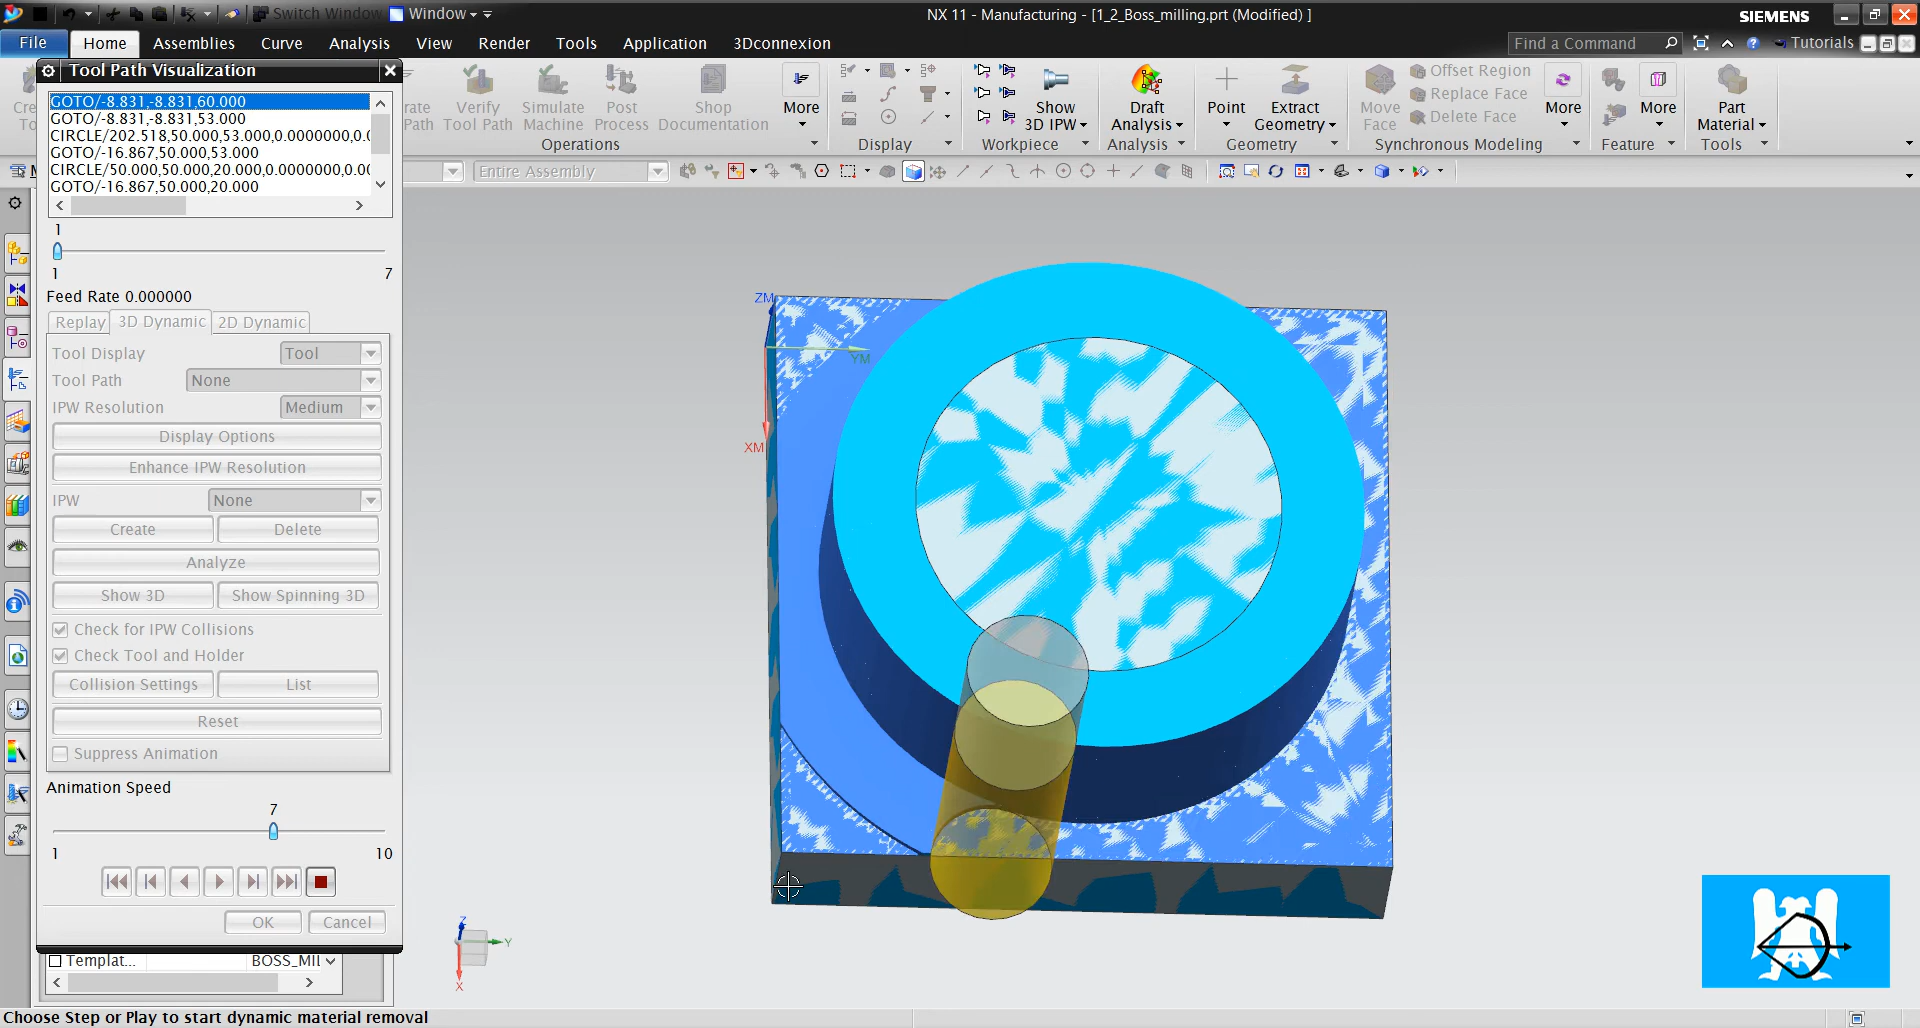 Switch Window Window NX 11 - Manufacturing - [1_2_Boss_milling.prt (Modified) ] SIEMENS
File Home Assemblies Curve Analysis View Render Tools Application 3Dconnexion Find a Command Tutorials
Tool Path Visualization
GOTO/-8.831,-8.831,60.000
GOTO/-8.831,-8.831,53.000
CIRCLE/202.518,50.000,53.000,0.0000000,0.0
GOTO/-16.867,50.000,53.000
CIRCLE/50.000,50.000,20.000,0.0000000,0.00
GOTO/-16.867,50.000,20.000
Verify Tool Path
Simulate Machine
Post Process
Shop Documentation
More
Operations
Display
Show 3D IPW
Workpiece
Draft Analysis
Analysis
Point
Extract Geometry
Geometry
Move Face
Offset Region
Replace Face
Delete Face
More
Synchronous Modeling
More
Feature
Part Material
Tools
Entire Assembly
1
1 7
Feed Rate 0.000000
Replay 3D Dynamic 2D Dynamic
Tool Display Tool
Tool Path None
IPW Resolution Medium
Display Options
Enhance IPW Resolution
IPW None
Create Delete
Analyze
Show 3D Show Spinning 3D
Check for IPW Collisions
Check Tool and Holder
Collision Settings List
Reset
Suppress Animation
Animation Speed
7
1 10
OK Cancel
Templat... BOSS_MIL
ZM
YM
XM
Z
Y
X
Choose Step or Play to start dynamic material removal